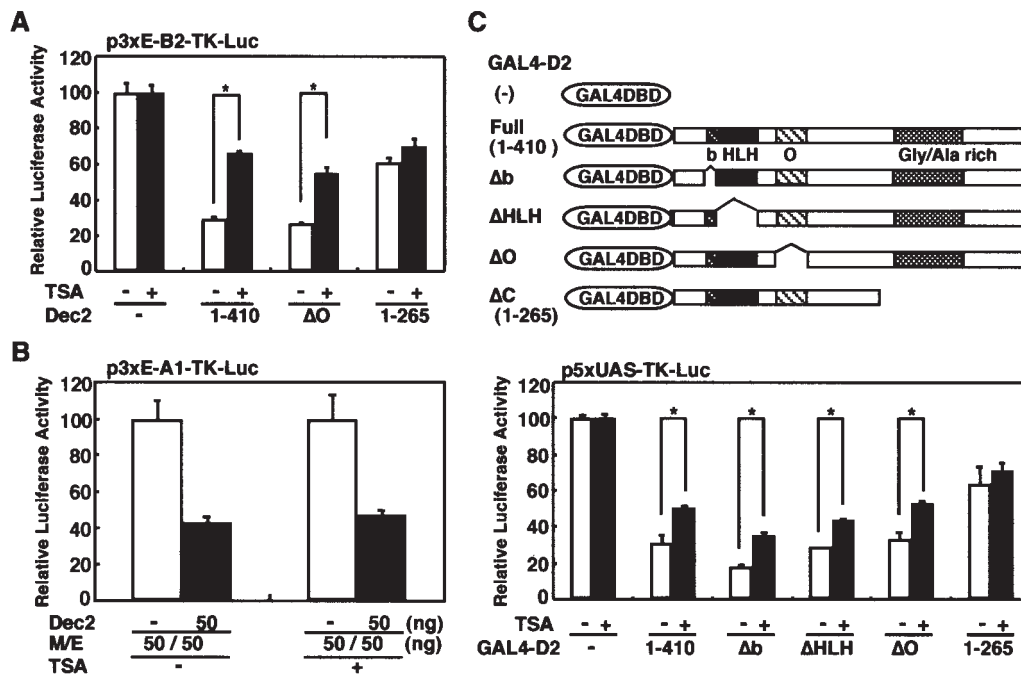 A
p3xE-B2-TK-Luc
Relative Luciferase Activity
120
100
80
60
40
20
0
* *
TSA - + - + - + - +
Dec2 - 1-410 ΔO 1-265
B
p3xE-A1-TK-Luc
Relative Luciferase Activity
120
100
80
60
40
20
0
Dec2 - 50 - 50 (ng)
M/E 50 / 50 50 / 50 (ng)
TSA - +
C
GAL4-D2
(-) GAL4DBD
Full (1-410) GAL4DBD
b HLH O Gly/Ala rich
Δb GAL4DBD
ΔHLH GAL4DBD
ΔO GAL4DBD
ΔC (1-265) GAL4DBD
p5xUAS-TK-Luc
Relative Luciferase Activity
120
100
80
60
40
20
0
* * * *
TSA - + - + - + - + - + - +
GAL4-D2 - 1-410 Δb ΔHLH ΔO 1-265